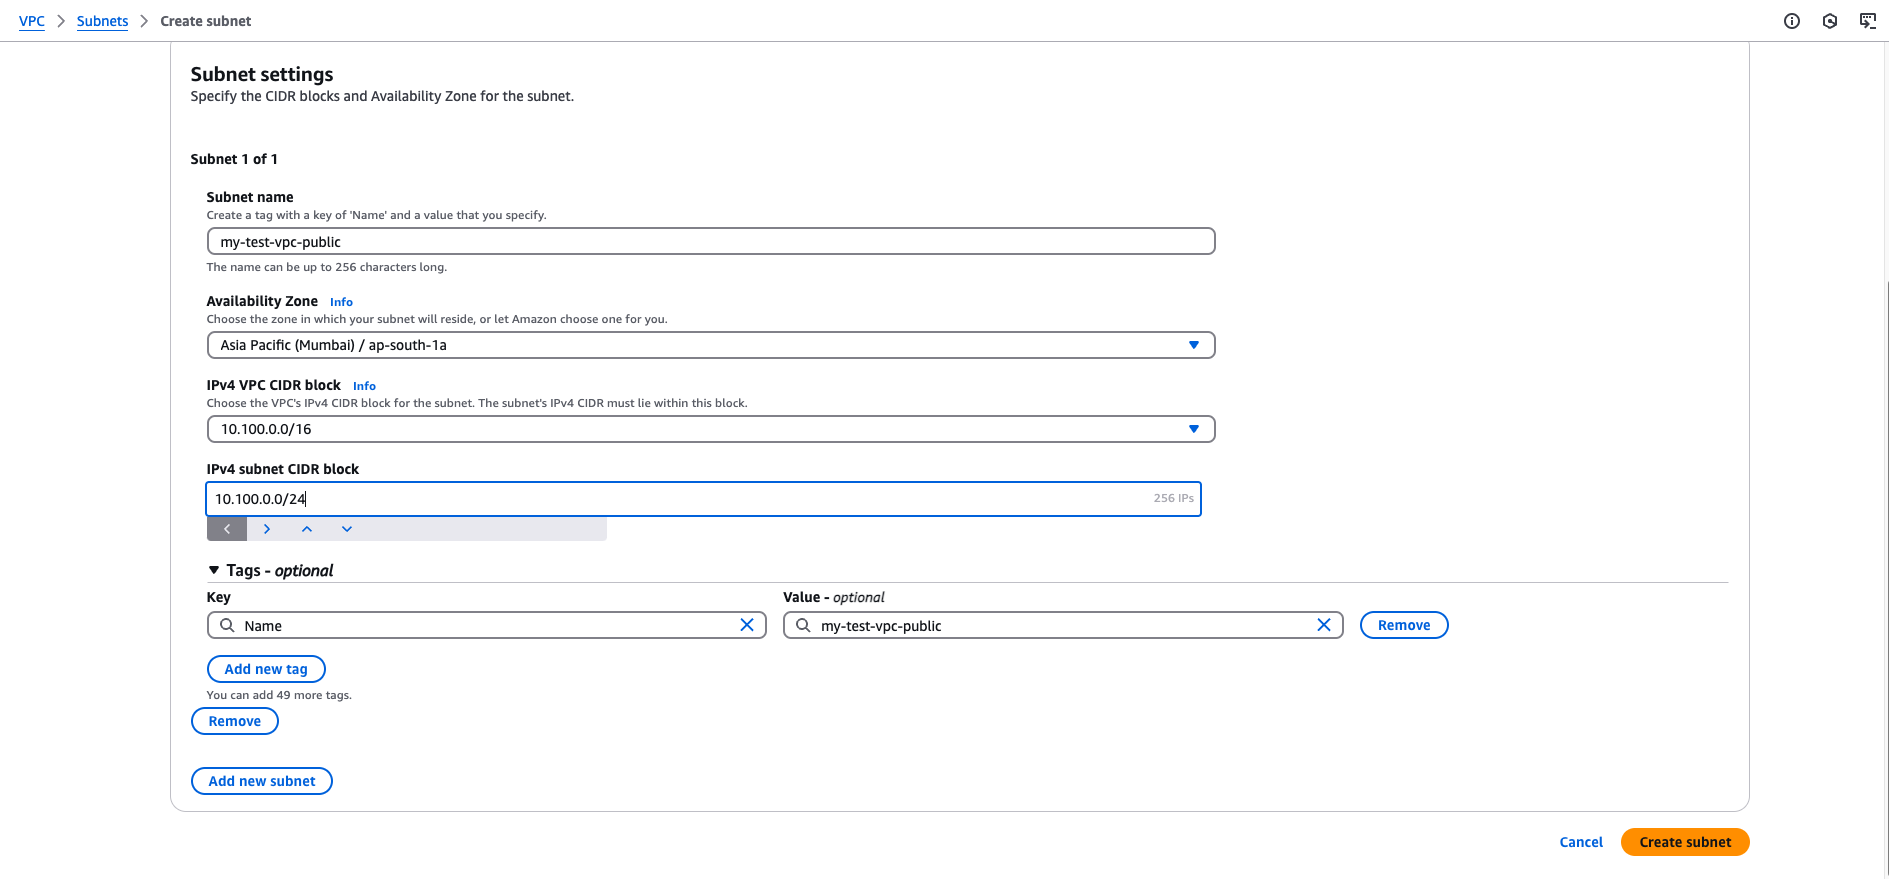 VPC > Subnets > Create subnet
Subnet settings
Specify the CIDR blocks and Availability Zone for the subnet.
Subnet 1 of 1
Subnet name
Create a tag with a key of 'Name' and a value that you specify.
my-test-vpc-public
The name can be up to 256 characters long.
Availability Zone Info
Choose the zone in which your subnet will reside, or let Amazon choose one for you.
Asia Pacific (Mumbai) / ap-south-1a
IPv4 VPC CIDR block Info
Choose the VPC's IPv4 CIDR block for the subnet. The subnet's IPv4 CIDR must lie within this block.
10.100.0.0/16
IPv4 subnet CIDR block
10.100.0.0/24 256 IPs
Tags - optional
Key Value - optional
Name my-test-vpc-public Remove
Add new tag
You can add 49 more tags.
Remove
Add new subnet
Cancel Create subnet